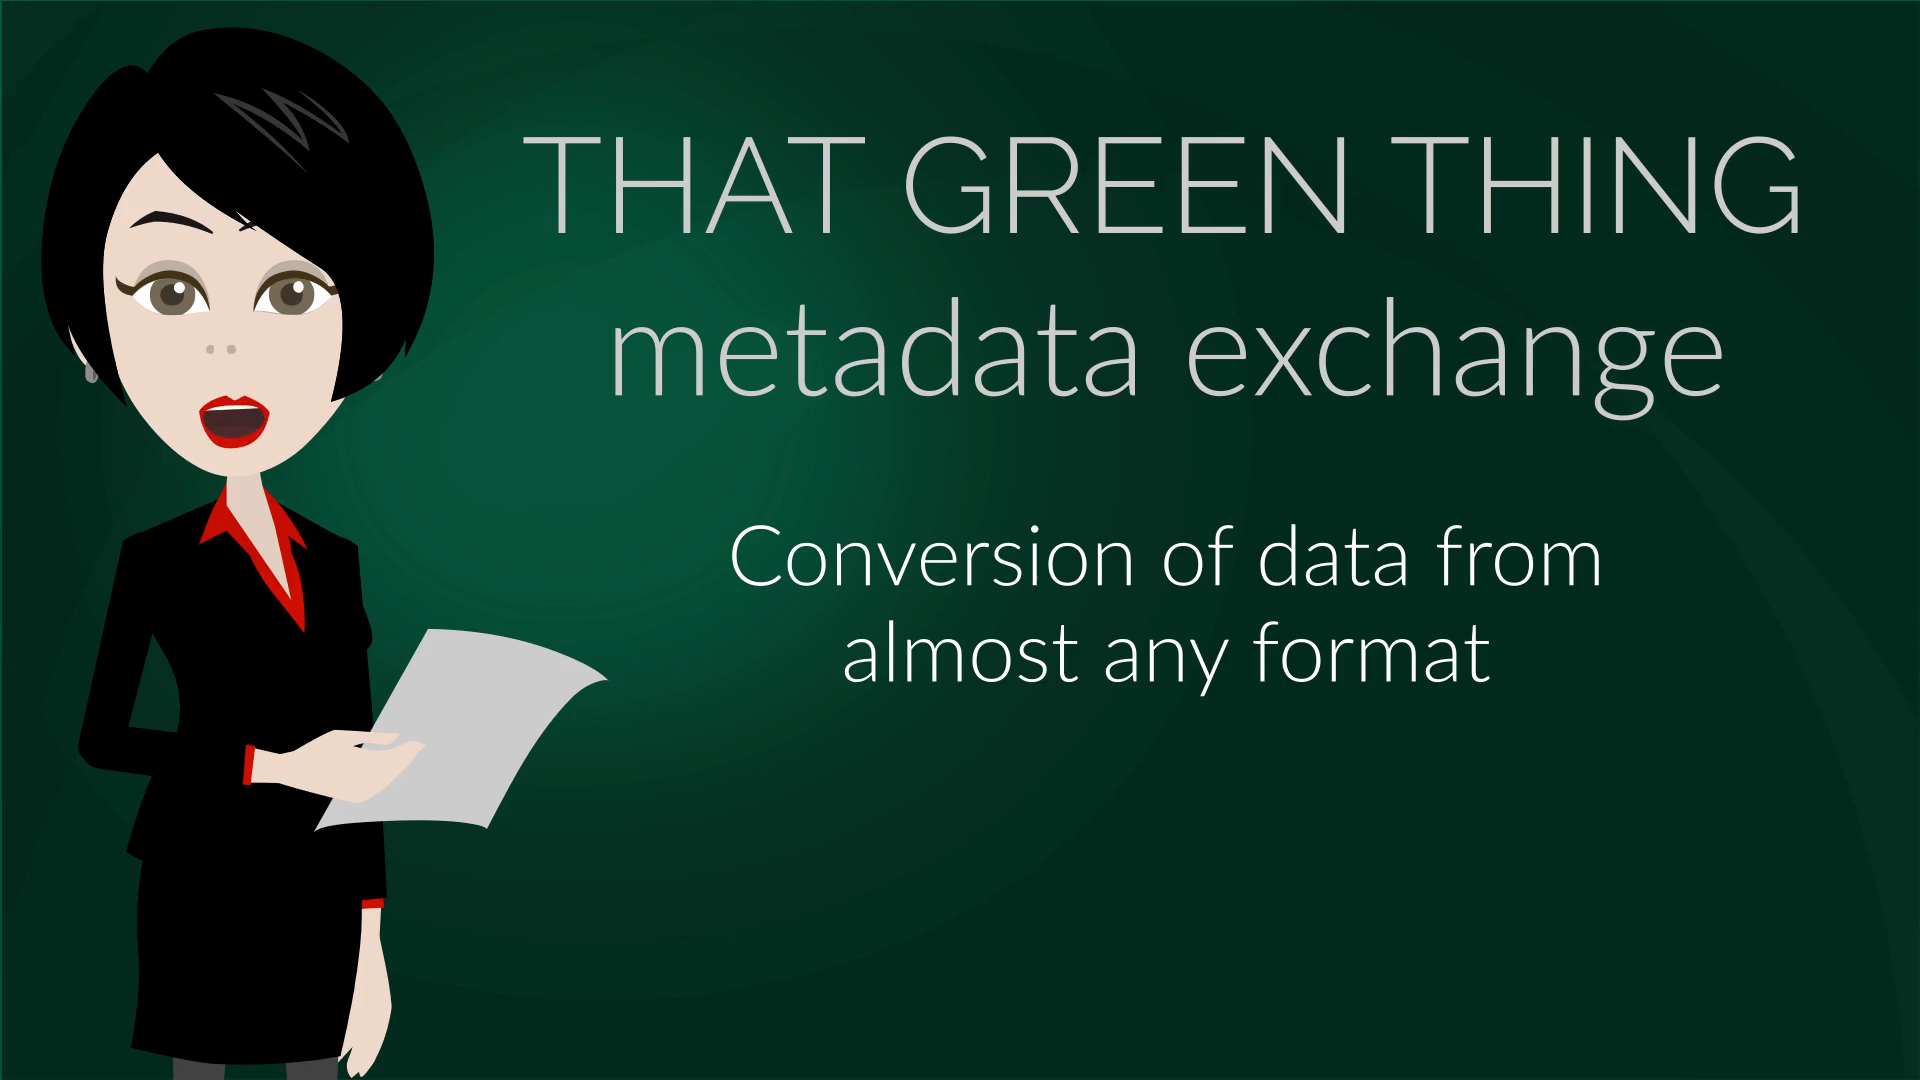 THAT GREEN THING
metadata exchange
Conversion of data from
almost any format